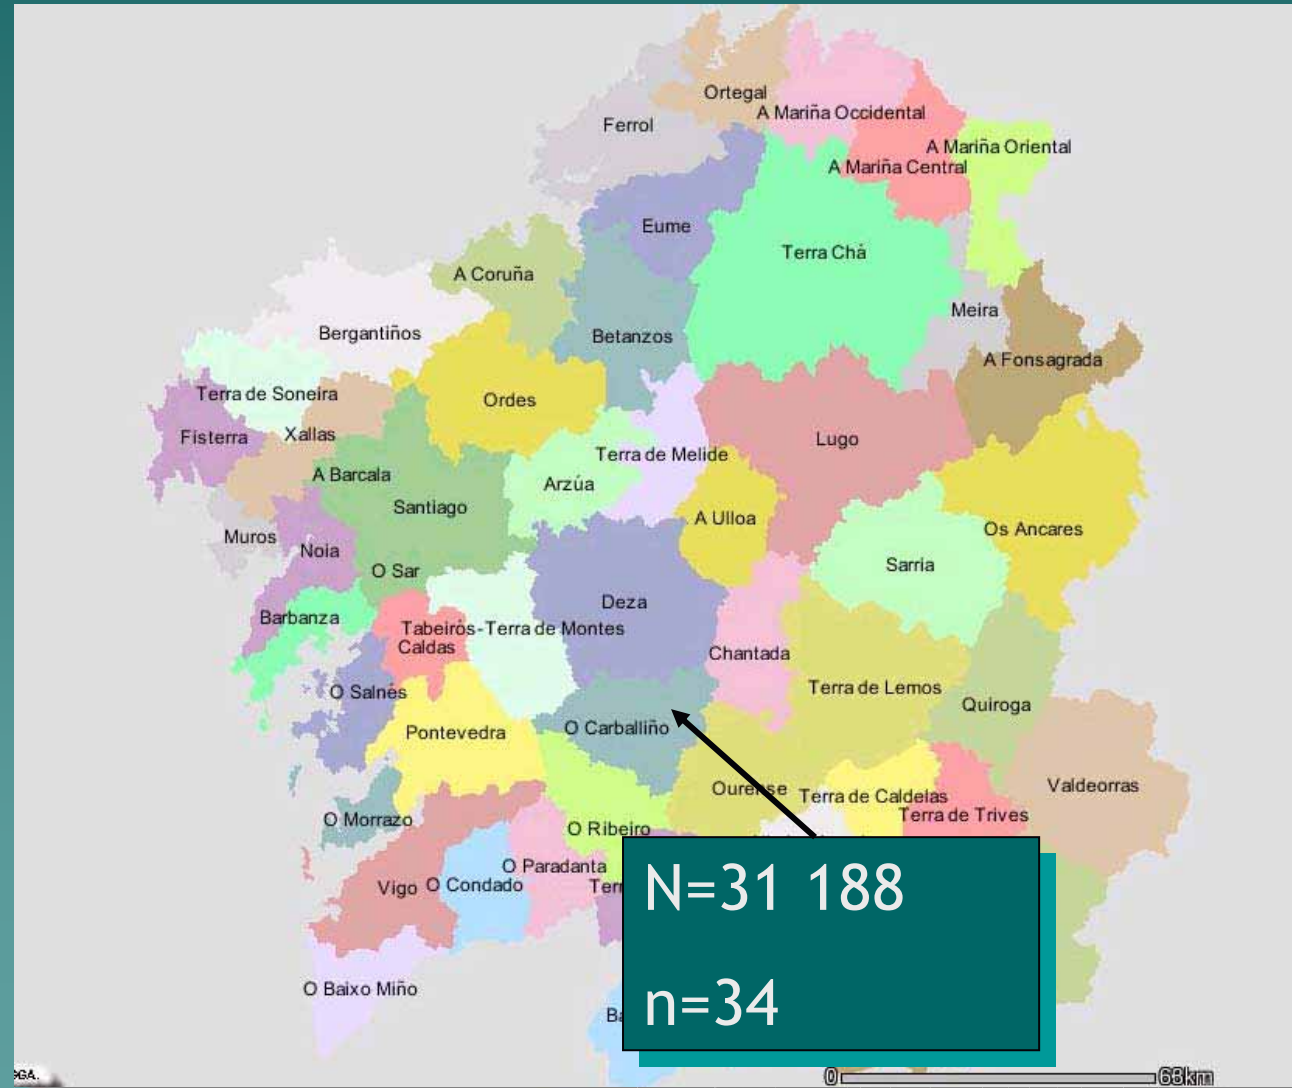 Ortegal
A Mariña Occidental
Ferrol
A Mariña Oriental
A Mariña Central
Eume
Terra Chá
A Coruña
Meira
Bergantiños
Betanzos
A Fonsagrada
Terra de Soneira
Ordes
Fisterra
Xallas
Lugo
Terra de Melide
A Barcala
Arzúa
Santiago
A Ulloa
Os Ancares
Muros
Noia
Sarria
O Sar
Deza
Barbanza
Tabeirós-Terra de Montes
Caldas
Chantada
O Salnés
Terra de Lemos
Quiroga
Pontevedra
O Carballiño
Ourense
Terra de Caldelas
Valdeorras
Terra de Trives
O Morrazo
O Ribeiro
O Paradanta
Vigo
O Condado
N=31 188
O Baixo Miño
n=34
0
68km